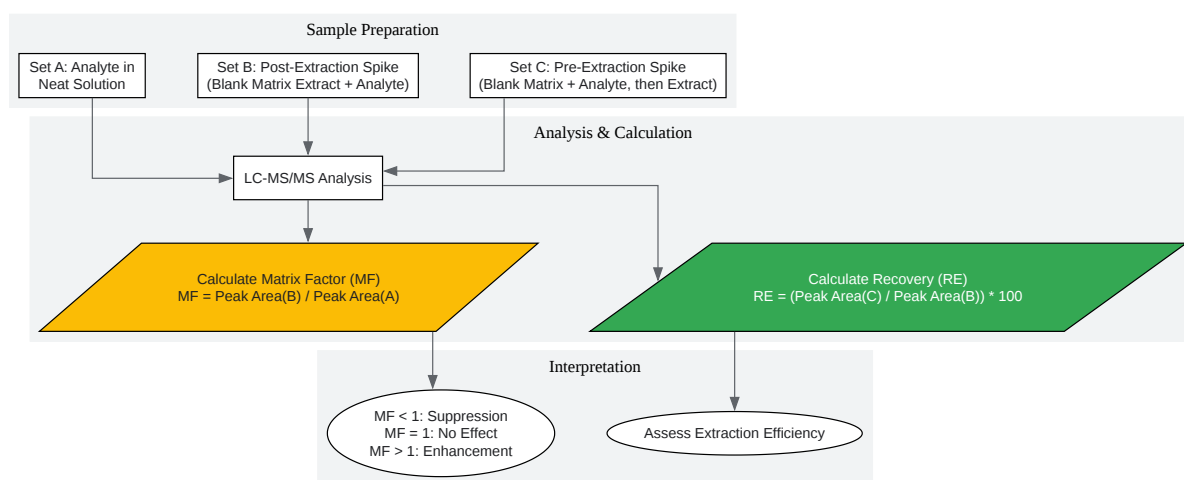 Sample Preparation
Set A: Analyte in
Neat Solution
Set B: Post-Extraction Spike
(Blank Matrix Extract + Analyte)
Set C: Pre-Extraction Spike
(Blank Matrix + Analyte, then Extract)
Analysis & Calculation
LC-MS/MS Analysis
Calculate Matrix Factor (MF)
MF = Peak Area(B) / Peak Area(A)
Calculate Recovery (RE)
RE = (Peak Area(C) / Peak Area(B)) * 100
Interpretation
MF < 1: Suppression
MF = 1: No Effect
MF > 1: Enhancement
Assess Extraction Efficiency